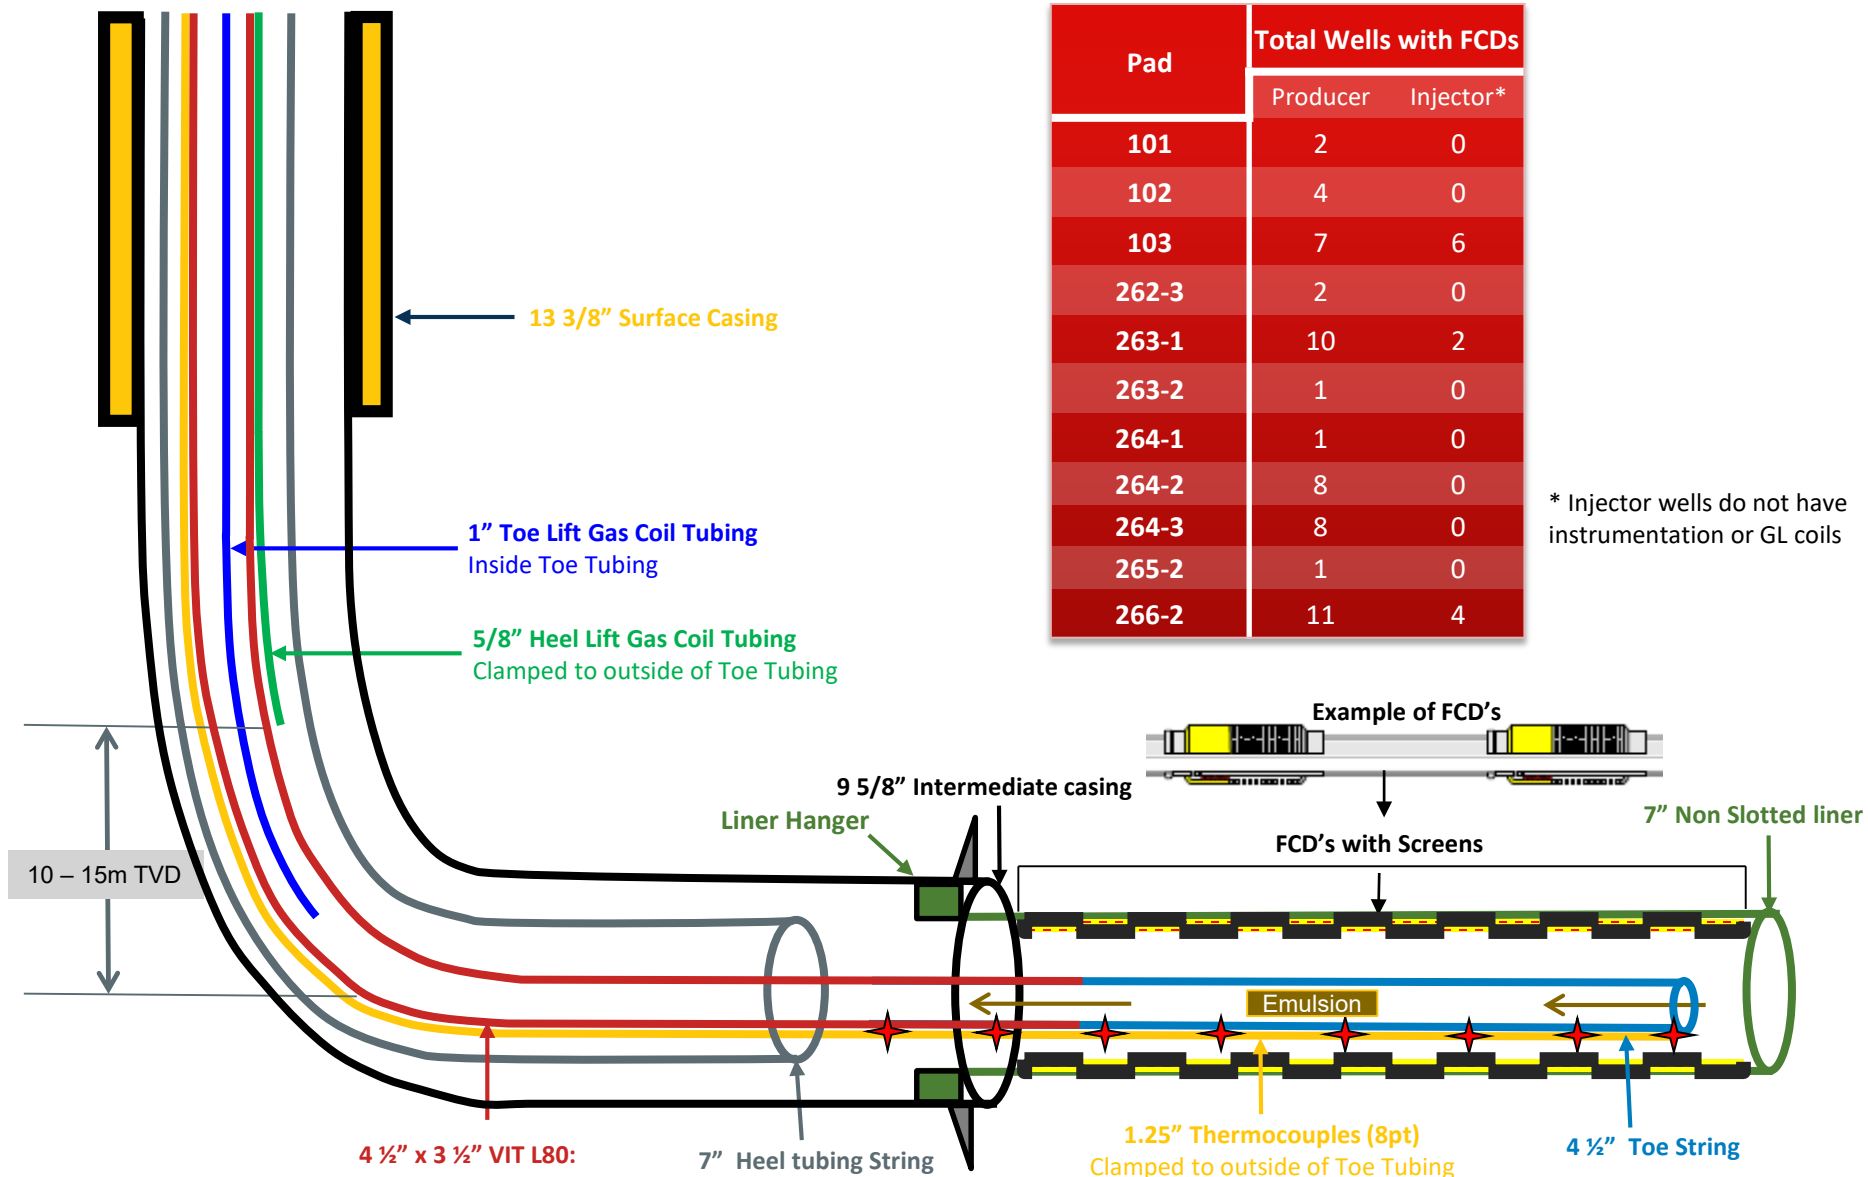 Pad
Total Wells with FCDs
Producer Injector*
101 2 0
102 4 0
103 7 6
262-3 2 0
263-1 10 2
263-2 1 0
264-1 1 0
264-2 8 0
264-3 8 0
265-2 1 0
266-2 11 4
* Injector wells do not have
instrumentation or GL coils
13 3/8” Surface Casing
1” Toe Lift Gas Coil Tubing
Inside Toe Tubing
5/8” Heel Lift Gas Coil Tubing
Clamped to outside of Toe Tubing
10 – 15m TVD
Example of FCD’s
9 5/8” Intermediate casing
Liner Hanger
7” Non Slotted liner
FCD’s with Screens
Emulsion
4 ½” x 3 ½” VIT L80:
7” Heel tubing String
1.25” Thermocouples (8pt)
Clamped to outside of Toe Tubing
4 ½” Toe String